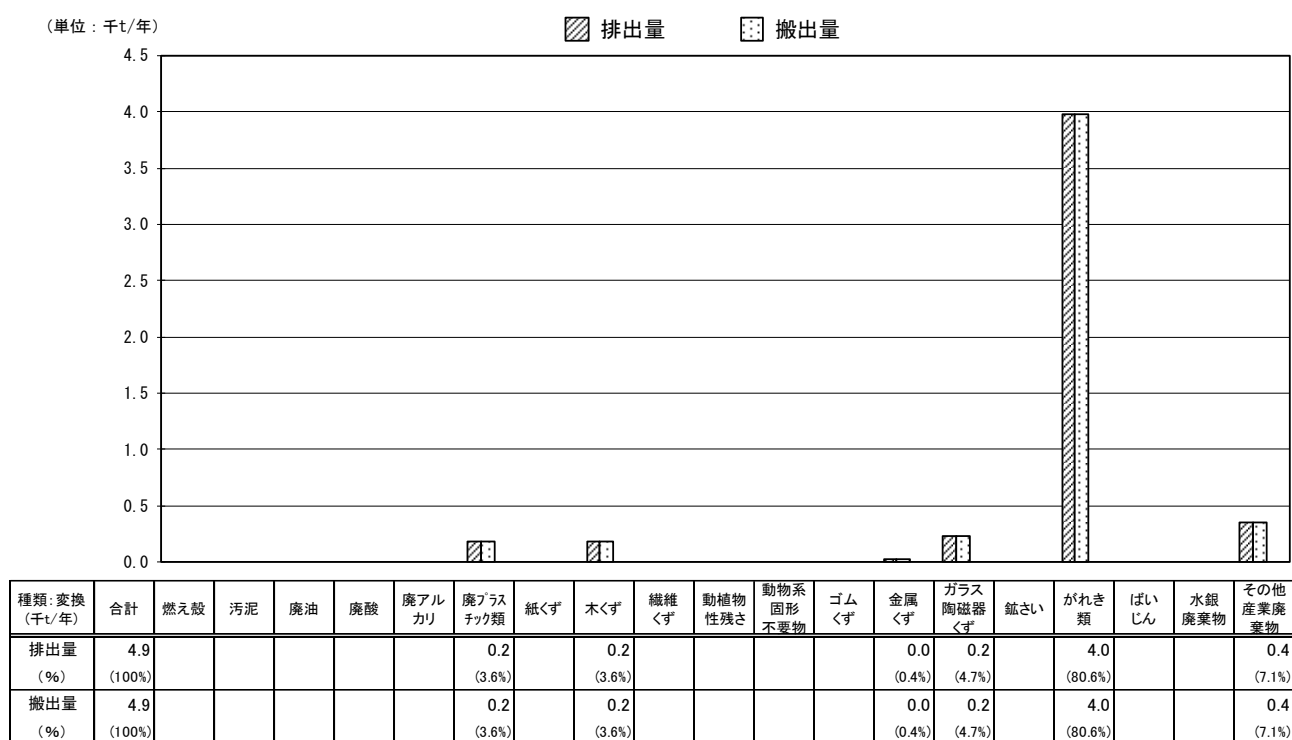 （単位：千t/年）
排出量 搬出量
4.5
4.0
3.5
3.0
2.5
2.0
1.5
1.0
0.5
0.0
種類:変換（千t/年） 合計 燃え殻 汚泥 廃油 廃酸 廃アルカリ 廃プラスチック類 紙くず 木くず 繊維くず 動植物性残さ 動物系固形不要物 ゴムくず 金属くず ガラス陶磁器くず 鉱さい がれき類 ばいじん 水銀廃棄物 その他産業廃棄物
排出量 4.9 0.2 0.2 0.0 0.2 4.0 0.4
（%） (100%) (3.6%) (3.6%) (0.4%) (4.7%) (80.6%) (7.1%)
搬出量 4.9 0.2 0.2 0.0 0.2 4.0 0.4
（%） (100%) (3.6%) (3.6%) (0.4%) (4.7%) (80.6%) (7.1%)